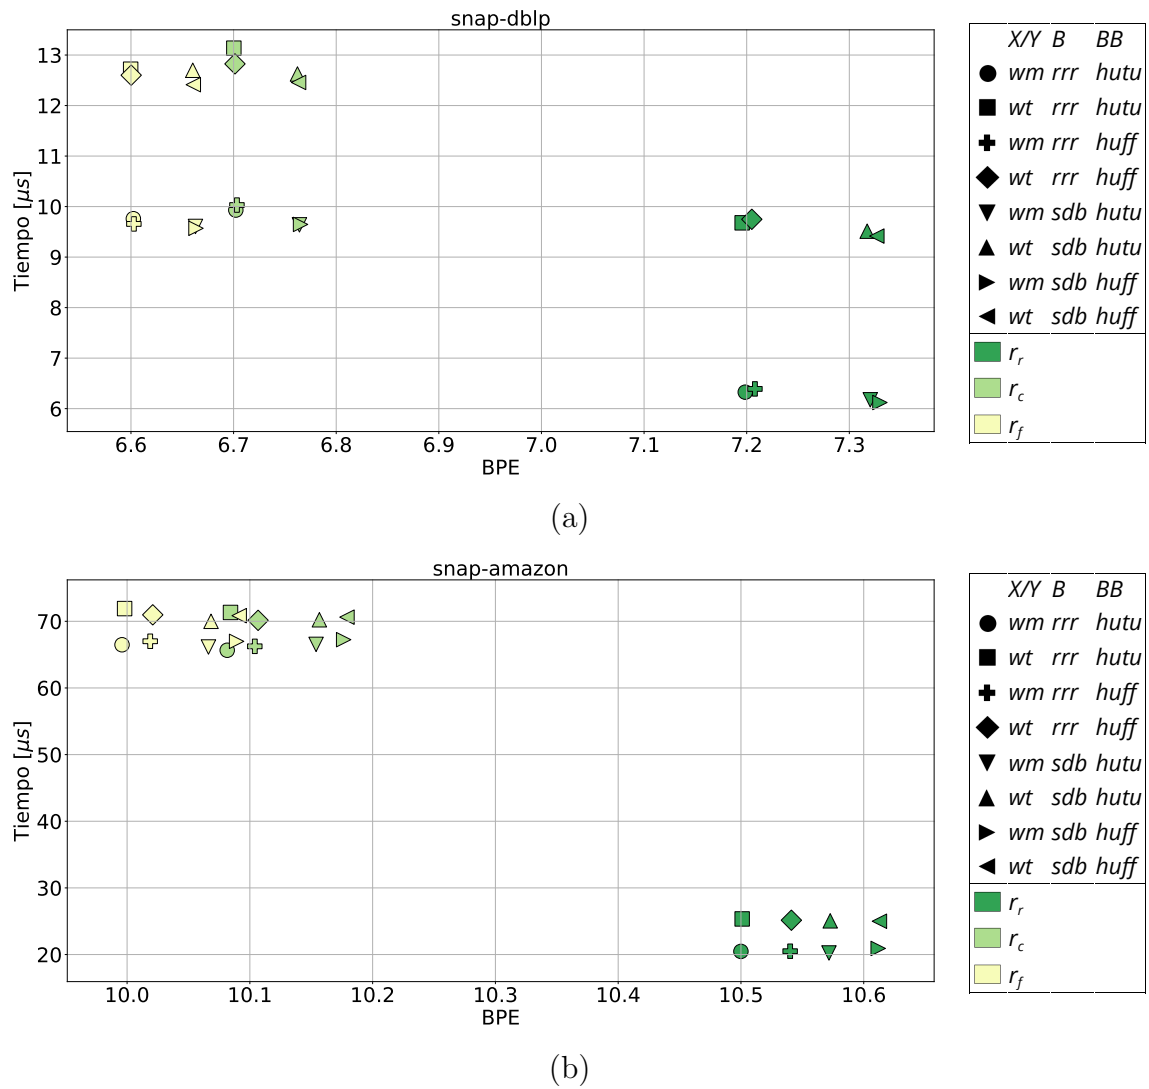 snap-dblp
13
12
11
10
9
8
7
6
Tiempo [μs]
6.6 6.7 6.8 6.9 7.0 7.1 7.2 7.3
BPE
X/Y B BB
wm rrr hutu
wt rrr hutu
wm rrr huff
wt rrr huff
wm sdb hutu
wt sdb hutu
wm sdb huff
wt sdb huff
r_r
r_c
r_f
(a)
snap-amazon
70
60
50
40
30
20
Tiempo [μs]
10.0 10.1 10.2 10.3 10.4 10.5 10.6
BPE
X/Y B BB
wm rrr hutu
wt rrr hutu
wm rrr huff
wt rrr huff
wm sdb hutu
wt sdb hutu
wm sdb huff
wt sdb huff
r_r
r_c
r_f
(b)